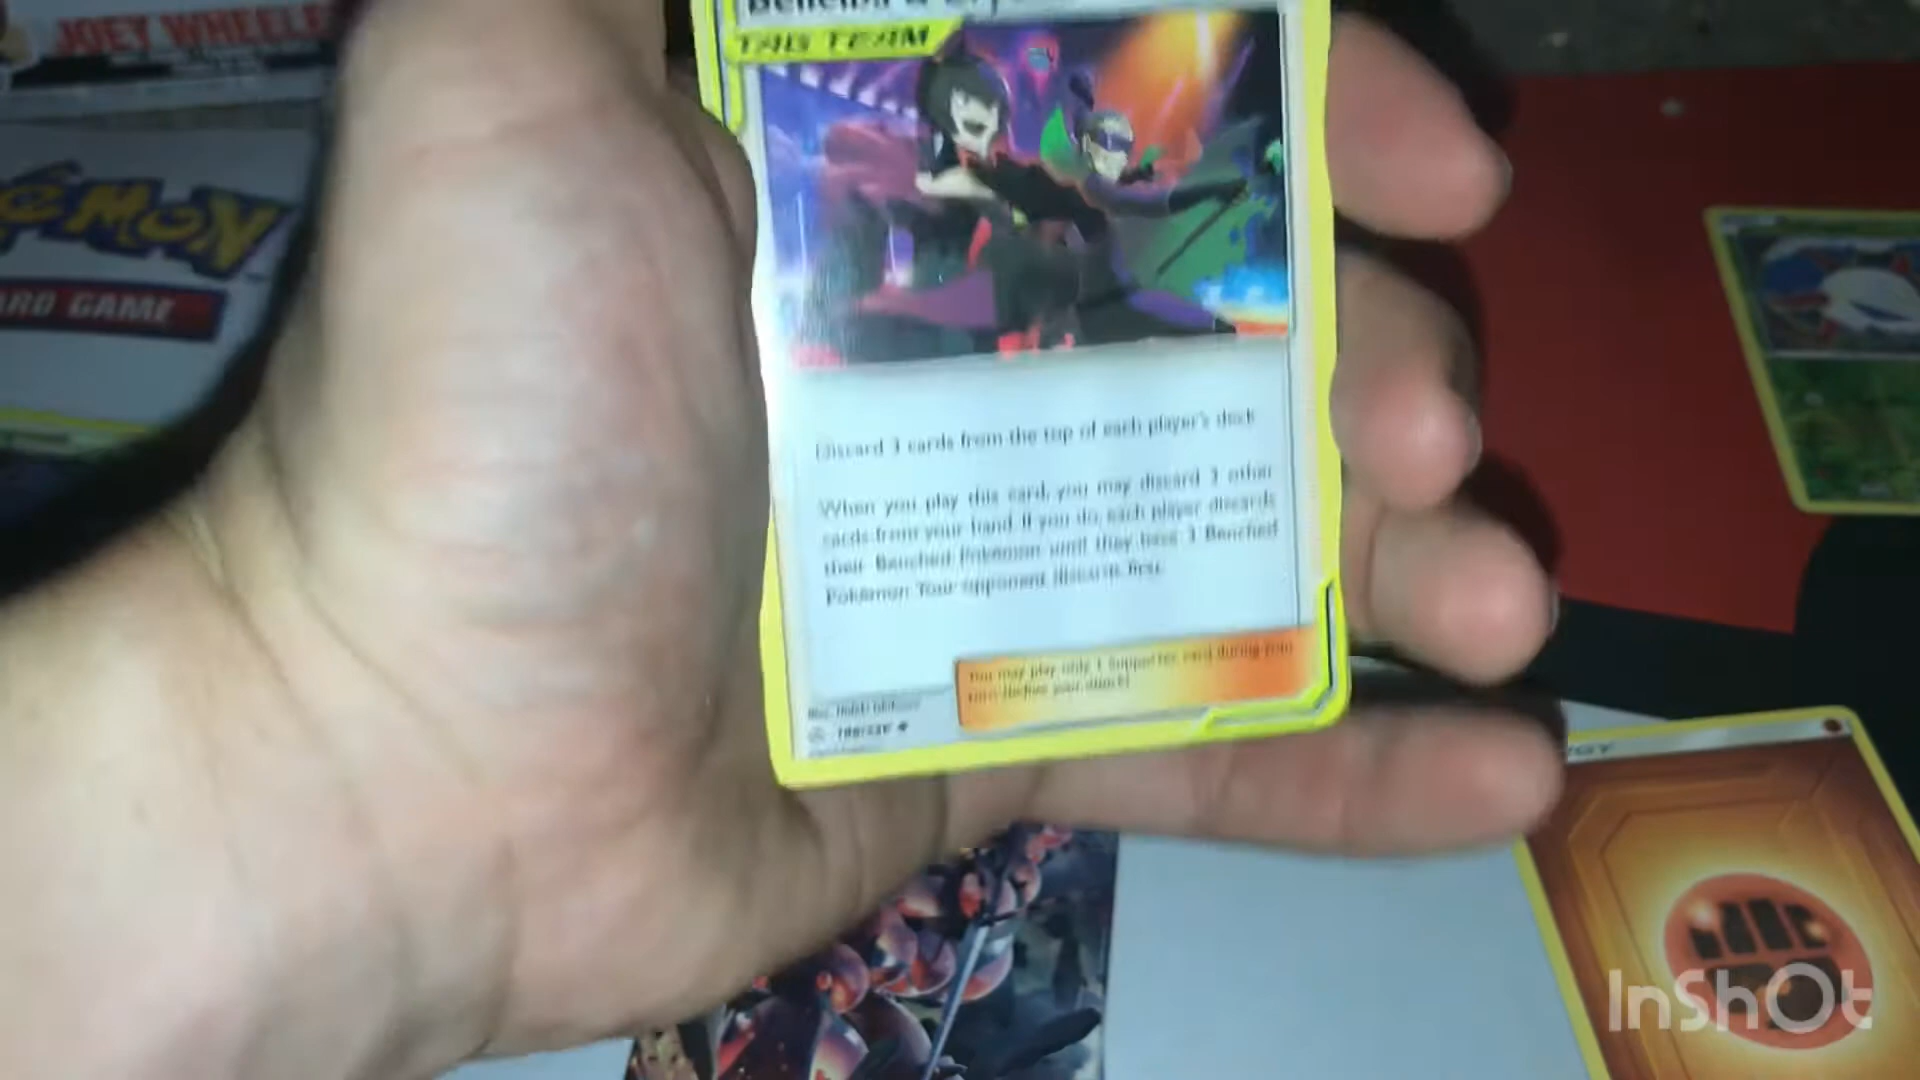 JOEY WHEELE
TAG TEAM
POKéMON
ARD GAME
Discard 3 cards from the top of each player's deck
When you play this card, you may discard 3 other
cards from your hand. If you do, each player discards
their Benched Pokémon until they have 3 Benched
Pokémon. Your opponent discards first.
You may play only 1 Supporter card during your
turn (before your attack)
RGY
InShOt